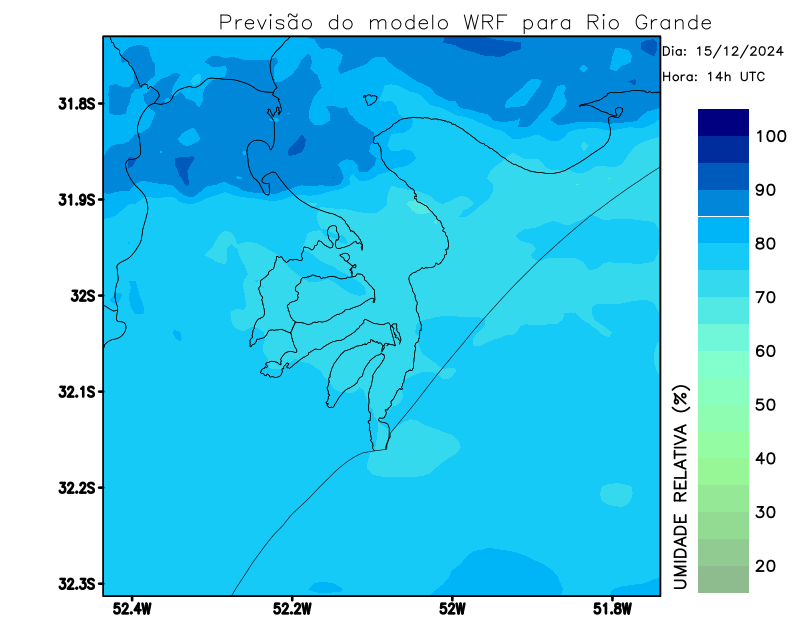 Previsão do modelo WRF para Rio Grande
Dia: 15/12/2024
Hora: 14h UTC
31.8S
31.9S
32S
32.1S
32.2S
32.3S
52.4W
52.2W
52W
51.8W
100
90
80
70
60
50
40
30
20
UMIDADE RELATIVA (%)